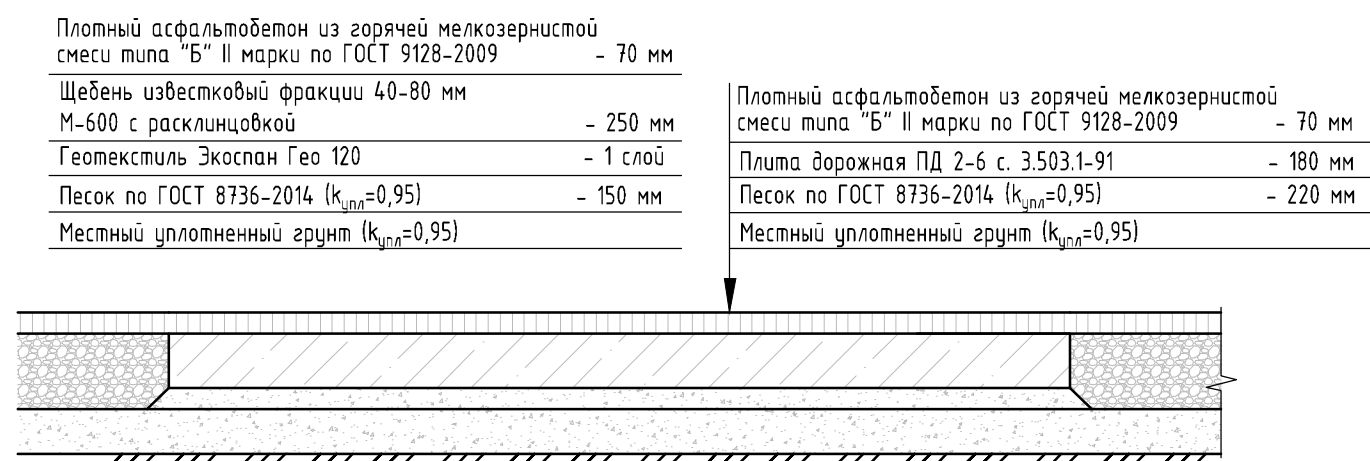 Плотный асфальтобетон из горячей мелкозернистой
смеси типа "Б" II марки по ГОСТ 9128-2009 - 70 мм
Щебень известковый фракции 40-80 мм
М-600 с расклинцовкой - 250 мм
Геотекстиль Экоспан Гео 120 - 1 слой
Песок по ГОСТ 8736-2014 (kупл=0,95) - 150 мм
Местный уплотненный грунт (kупл=0,95)
Плотный асфальтобетон из горячей мелкозернистой
смеси типа "Б" II марки по ГОСТ 9128-2009 - 70 мм
Плита дорожная ПД 2-6 с. 3.503.1-91 - 180 мм
Песок по ГОСТ 8736-2014 (kупл=0,95) - 220 мм
Местный уплотненный грунт (kупл=0,95)